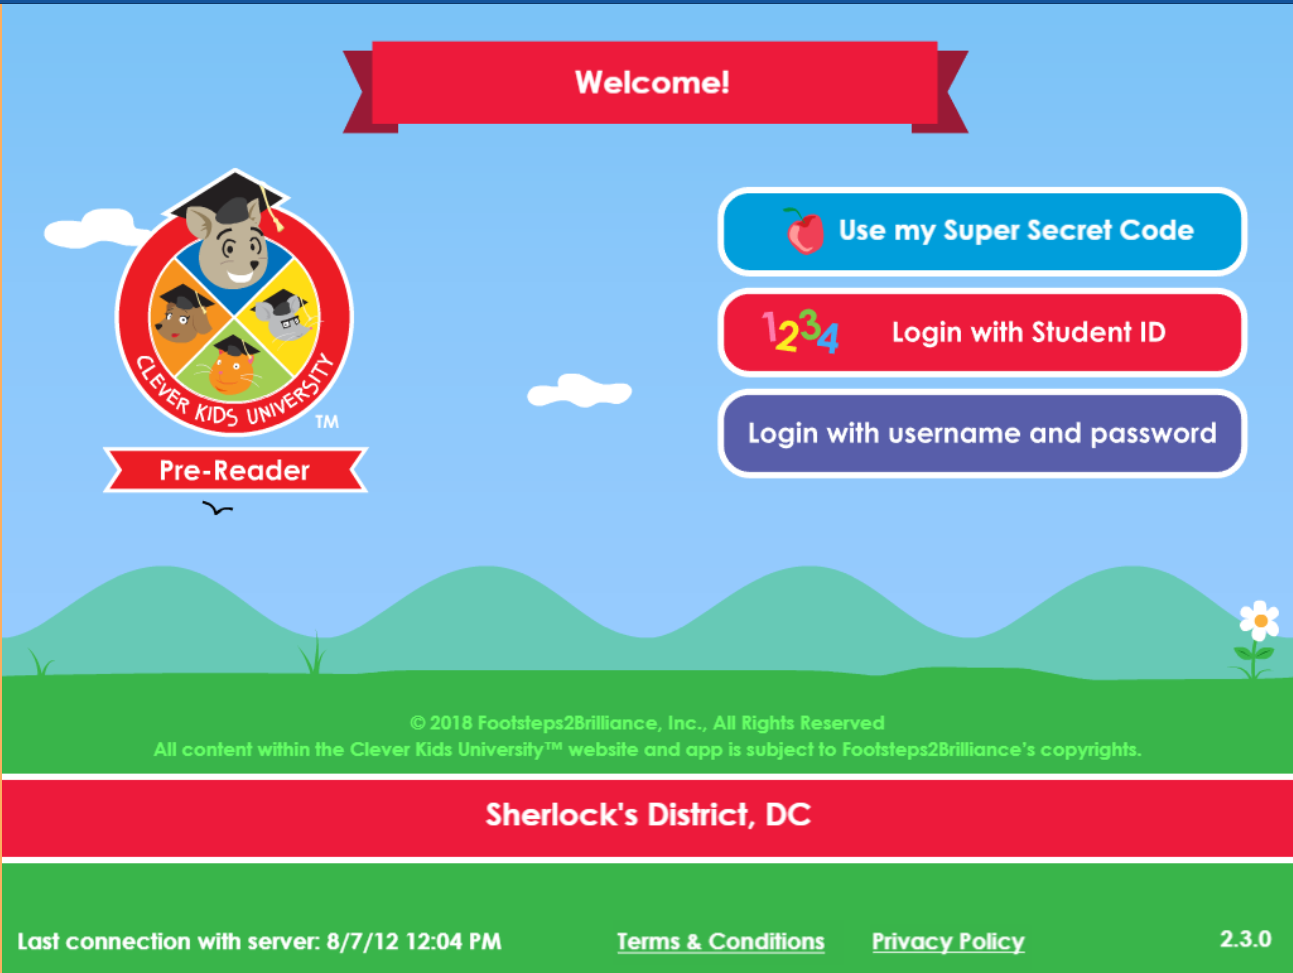 Welcome!
CLEVER KIDS UNIVERSITY
TM
Pre-Reader
Use my Super Secret Code
1234 Login with Student ID
Login with username and password
© 2018 Footsteps2Brilliance, Inc., All Rights Reserved
All content within the Clever Kids University™ website and app is subject to Footsteps2Brilliance's copyrights.
Sherlock's District, DC
Last connection with server: 8/7/12 12:04 PM Terms & Conditions Privacy Policy 2.3.0